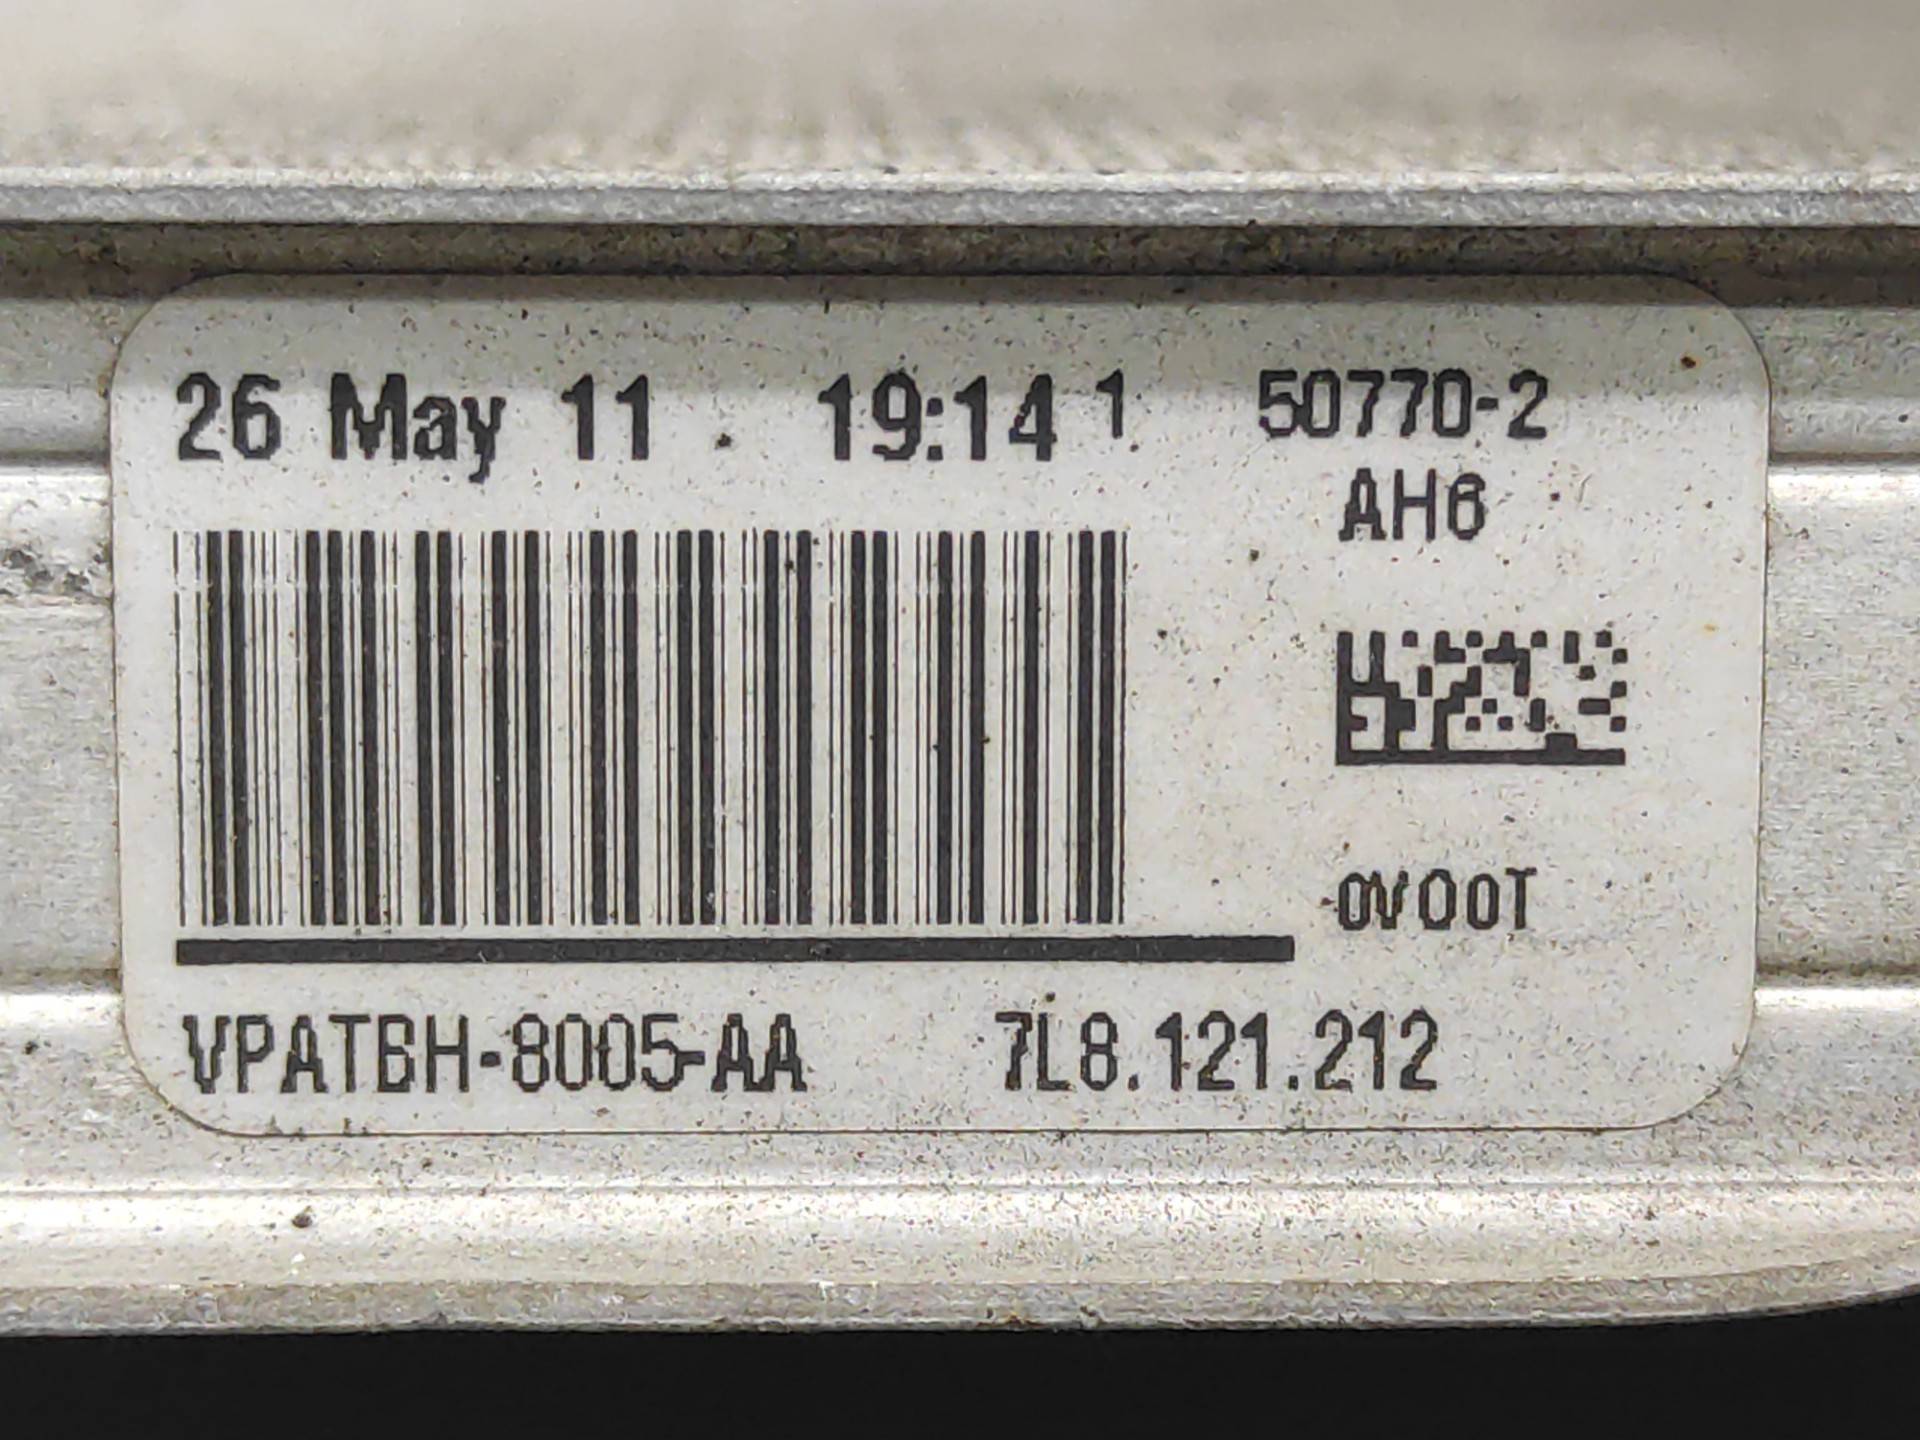 26 May 11 19:14 1 50770-2
AH6
0V00T
VPATBH-8005-AA 7L8.121.212